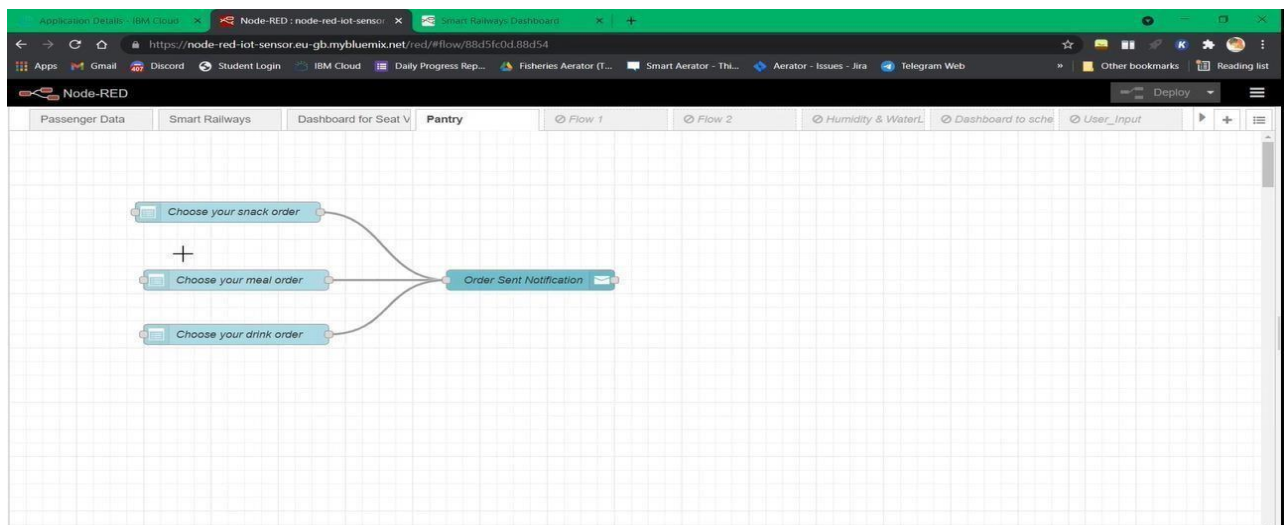 Application Details - IBM Cloud
Node-RED : node-red-iot-sensor
Smart Railways Dashboard
https://node-red-iot-sensor.eu-gb.mybluemix.net/red/#flow/88d5fc0d.88d54
K
Apps Gmail 407 Discord Student Login IBM Cloud Daily Progress Rep... Fisheries Aerator (T... Smart Aerator - Thi... Aerator - Issues - Jira Telegram Web » Other bookmarks Reading list
Node-RED Deploy
Passenger Data Smart Railways Dashboard for Seat V Pantry Flow 1 Flow 2 Humidity & WaterL Dashboard to sche User_Input
Choose your snack order
Choose your meal order Order Sent Notification
Choose your drink order